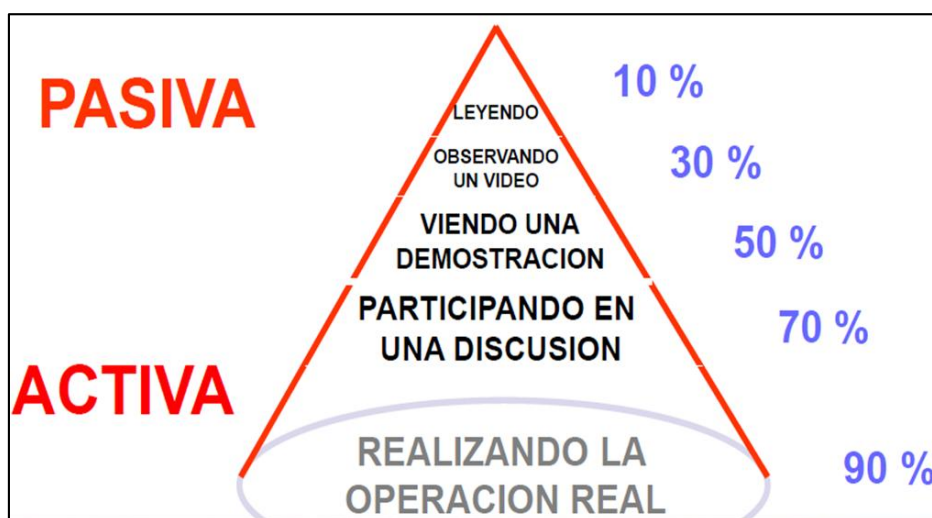 PASIVA
10 %
LEYENDO
OBSERVANDO
UN VIDEO
30 %
VIENDO UNA
DEMOSTRACION
50 %
PARTICIPANDO EN
UNA DISCUSION
70 %
ACTIVA
REALIZANDO LA
OPERACION REAL
90 %